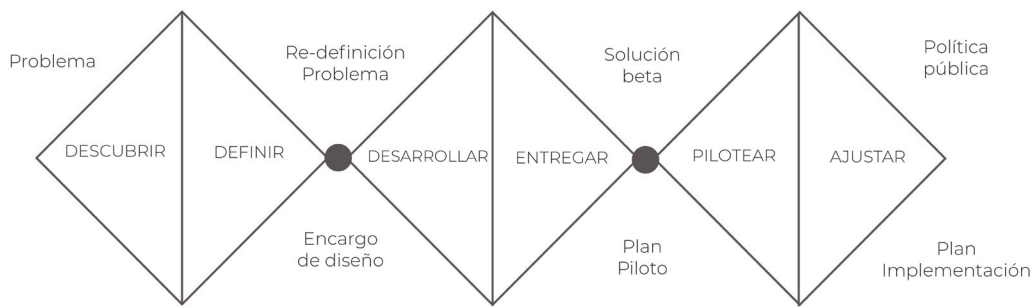 Problema
Re-definición
Problema
Solución
beta
Política
pública
DESCUBRIR
DEFINIR
DESARROLLAR
ENTREGAR
PILOTEAR
AJUSTAR
Encargo
de diseño
Plan
Piloto
Plan
Implementación